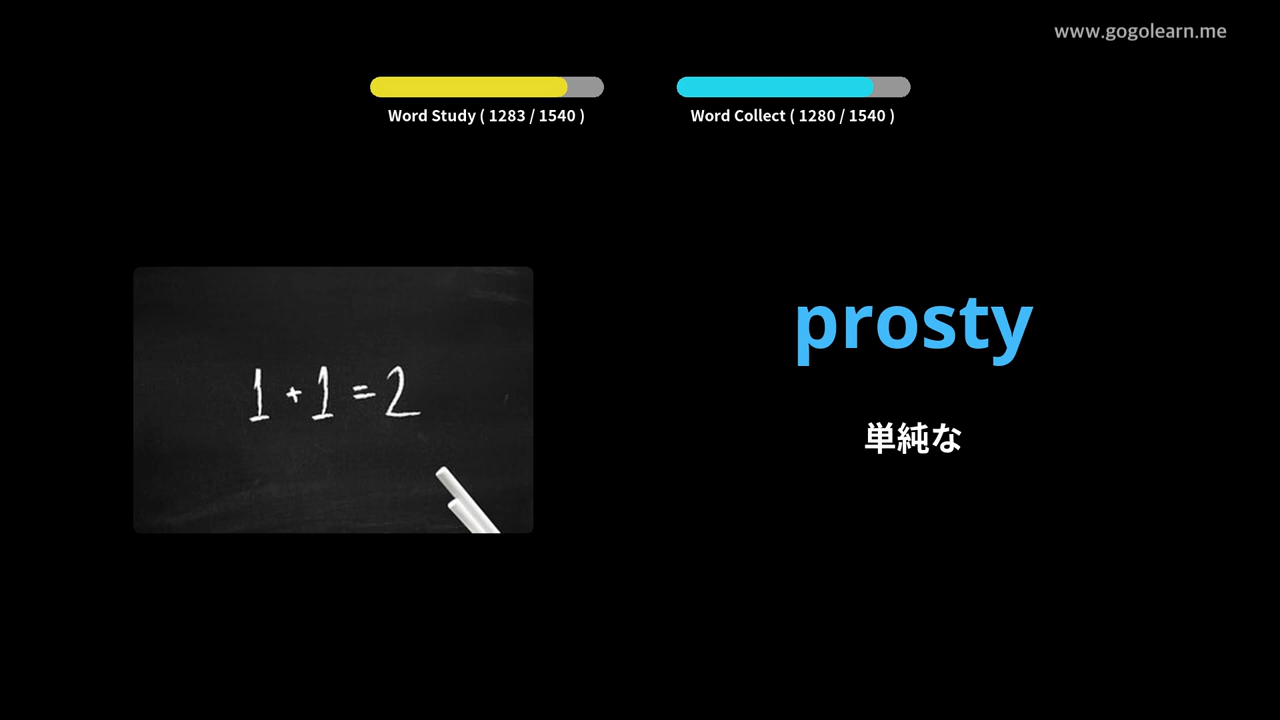 www.gogolearn.me
Word Study ( 1283 / 1540 )
Word Collect ( 1280 / 1540 )
1 + 1 = 2
prosty
単純な